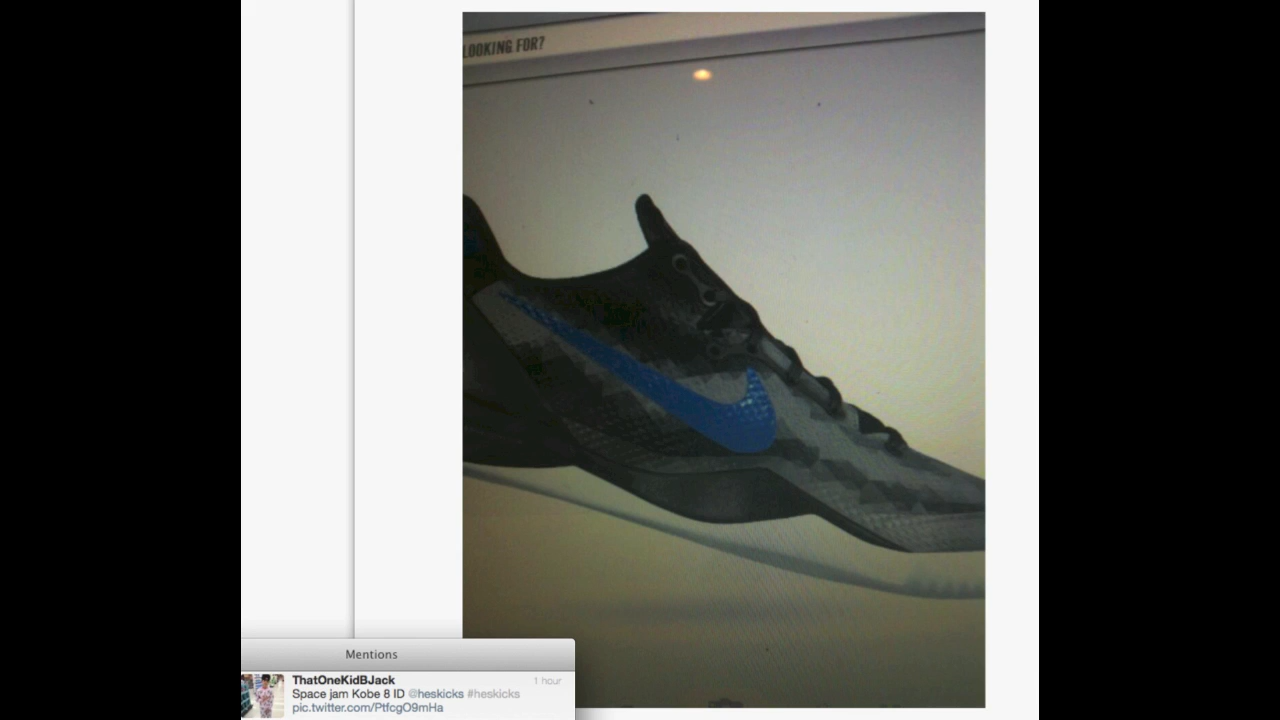 LOOKING FOR?
Mentions
ThatOneKidBJack 1 hour
Space jam Kobe 8 ID @heskicks #heskicks
pic.twitter.com/PtfcgO9mHa